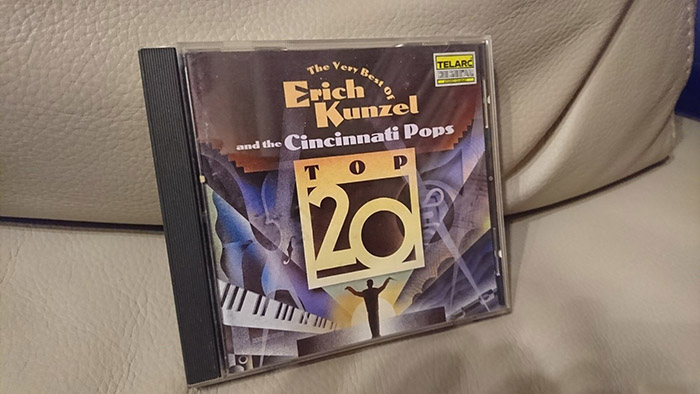 The Very Best Of
Erich
Kunzel
and the Cincinnati Pops
TELARC
DIGITAL
TOP
20